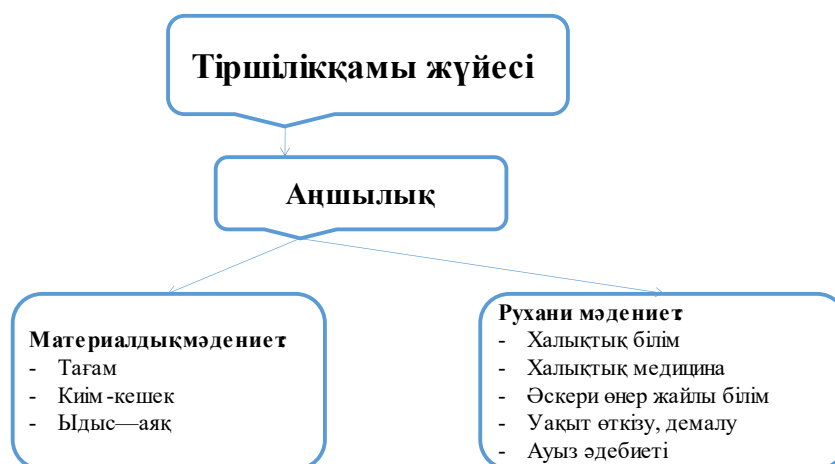 Тіршілікқамы жүйесі
Аңшылық
Материалдықмәдениет:
- Тағам
- Киім-кешек
- Ыдыс—аяқ
Рухани мәдениет:
- Халықтық білім
- Халықтық медицина
- Әскери өнер жайлы білім
- Уақыт өткізу, демалу
- Ауыз әдебиеті